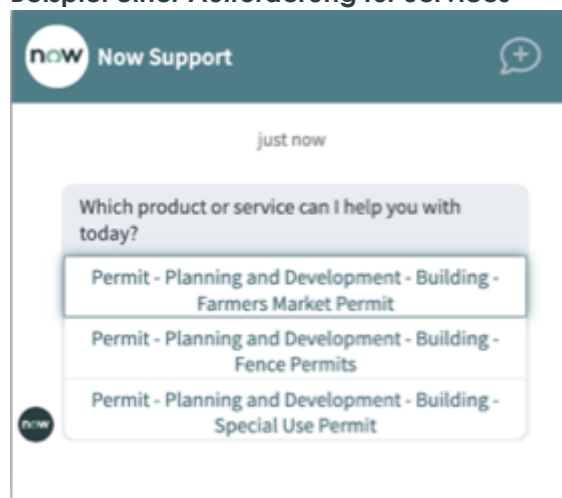 Beispiel einer Aufforderung für Services
now Now Support
just now
Which product or service can I help you with
today?
Permit - Planning and Development - Building -
Farmers Market Permit
Permit - Planning and Development - Building -
Fence Permits
Permit - Planning and Development - Building -
Special Use Permit
now